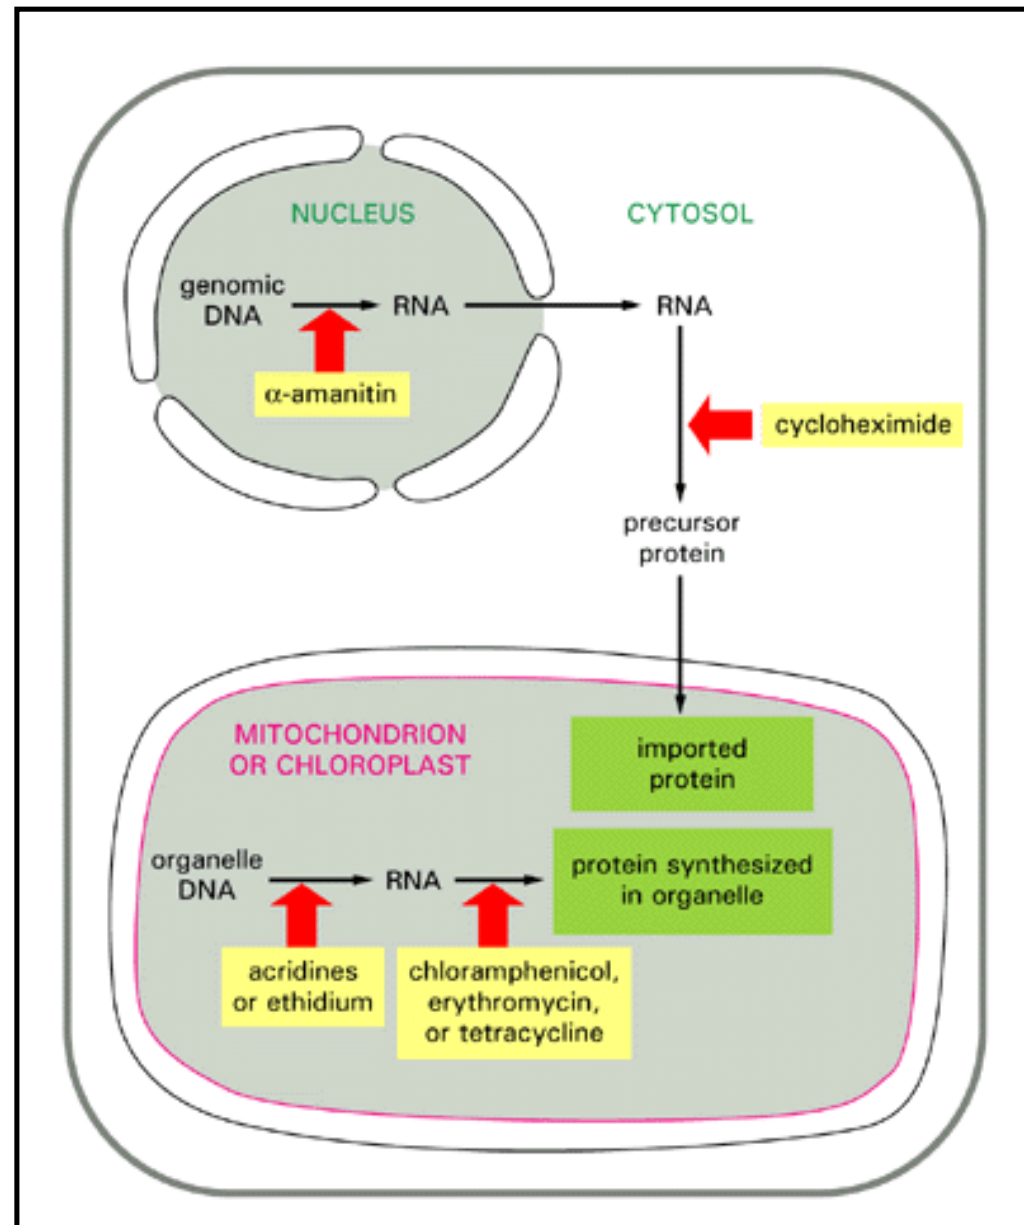 NUCLEUS
CYTOSOL
genomic
DNA
RNA
RNA
α-amanitin
cycloheximide
precursor
protein
MITOCHONDRION
OR CHLOROPLAST
imported
protein
organelle
DNA
RNA
protein synthesized
in organelle
acridines
or ethidium
chloramphenicol,
erythromycin,
or tetracycline